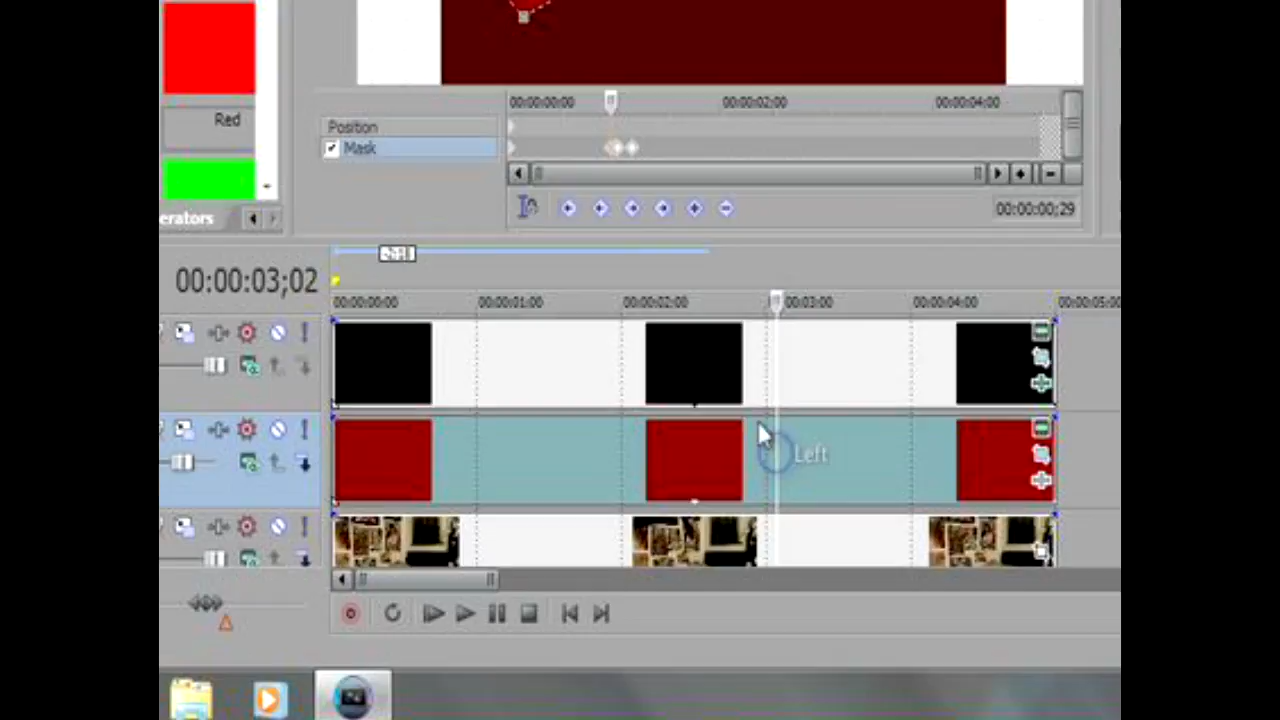 00:00:00:00 00:00:02:00 00:00:04:00
Red
Position
Mask
erators
00:00:00;29
00:00:03;02
00:00:00:00 00:00:01:00 00:00:02:00 00:00:03:00 00:00:04:00 00:00:05:00
Left